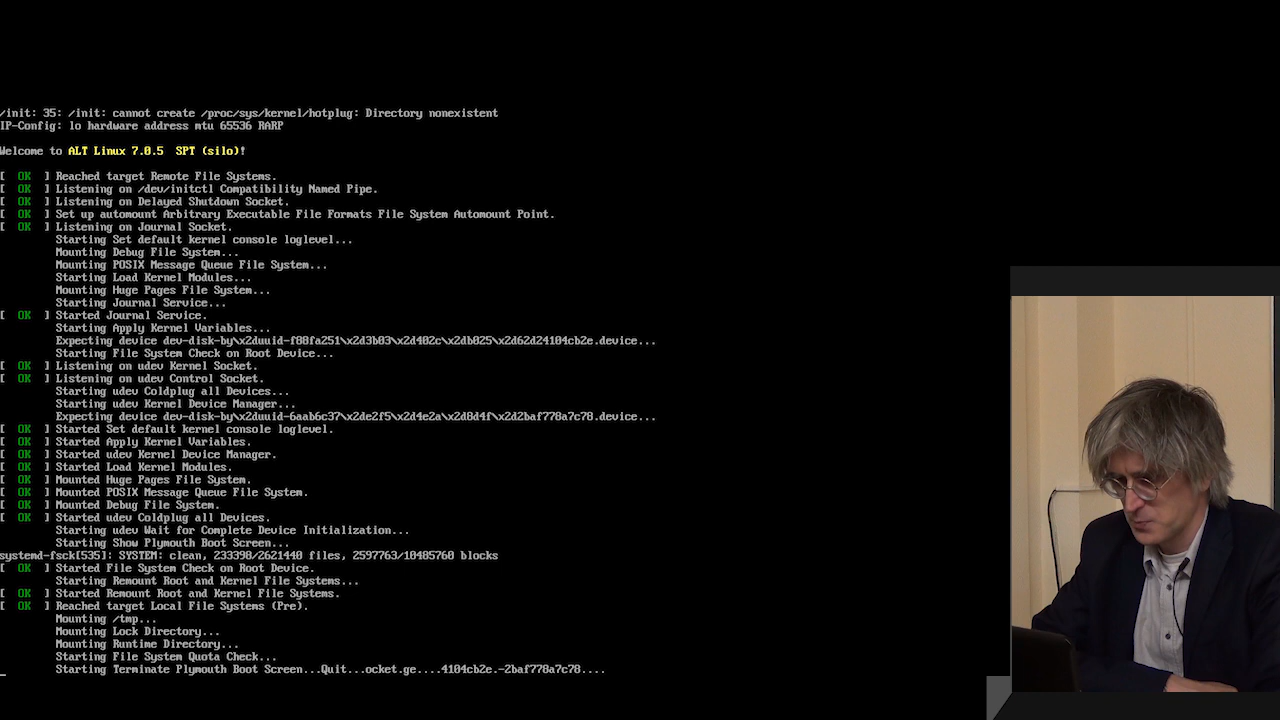 /init: 35: /init: cannot create /proc/sys/kernel/hotplug: Directory nonexistent
IP-Config: lo hardware address mtu 65536 RARP
Welcome to ALT Linux 7.0.5  SPT (silo)!
[  OK  ] Reached target Remote File Systems.
[  OK  ] Listening on /dev/initctl Compatibility Named Pipe.
[  OK  ] Listening on Delayed Shutdown Socket.
[  OK  ] Set up automount Arbitrary Executable File Formats File System Automount Point.
[  OK  ] Listening on Journal Socket.
Starting Set default kernel console loglevel...
Mounting Debug File System...
Mounting POSIX Message Queue File System...
Starting Load Kernel Modules...
Mounting Huge Pages File System...
Starting Journal Service...
[  OK  ] Started Journal Service.
Starting Apply Kernel Variables...
Expecting device dev-disk-by\x2duuid-f88fa251\x2d3b03\x2d402c\x2db025\x2d62d24104cb2e.device...
Starting File System Check on Root Device...
[  OK  ] Listening on udev Kernel Socket.
[  OK  ] Listening on udev Control Socket.
Starting udev Coldplug all Devices...
Starting udev Kernel Device Manager...
Expecting device dev-disk-by\x2duuid-6aab6c37\x2de2f5\x2d4e2a\x2d8d4f\x2d2baf778a7c78.device...
[  OK  ] Started Set default kernel console loglevel.
[  OK  ] Started Apply Kernel Variables.
[  OK  ] Started udev Kernel Device Manager.
[  OK  ] Started Load Kernel Modules.
[  OK  ] Mounted Huge Pages File System.
[  OK  ] Mounted POSIX Message Queue File System.
[  OK  ] Mounted Debug File System.
[  OK  ] Started udev Coldplug all Devices.
Starting udev Wait for Complete Device Initialization...
Starting Show Plymouth Boot Screen...
systemd-fsck[535]: SYSTEM: clean, 233398/2621440 files, 2597763/10485760 blocks
[  OK  ] Started File System Check on Root Device.
Starting Remount Root and Kernel File Systems...
[  OK  ] Started Remount Root and Kernel File Systems.
[  OK  ] Reached target Local File Systems (Pre).
Mounting /tmp...
Mounting Lock Directory...
Mounting Runtime Directory...
Starting File System Quota Check...
Starting Terminate Plymouth Boot Screen...Quit...ocket.ge....4104cb2e.-2baf778a7c78....